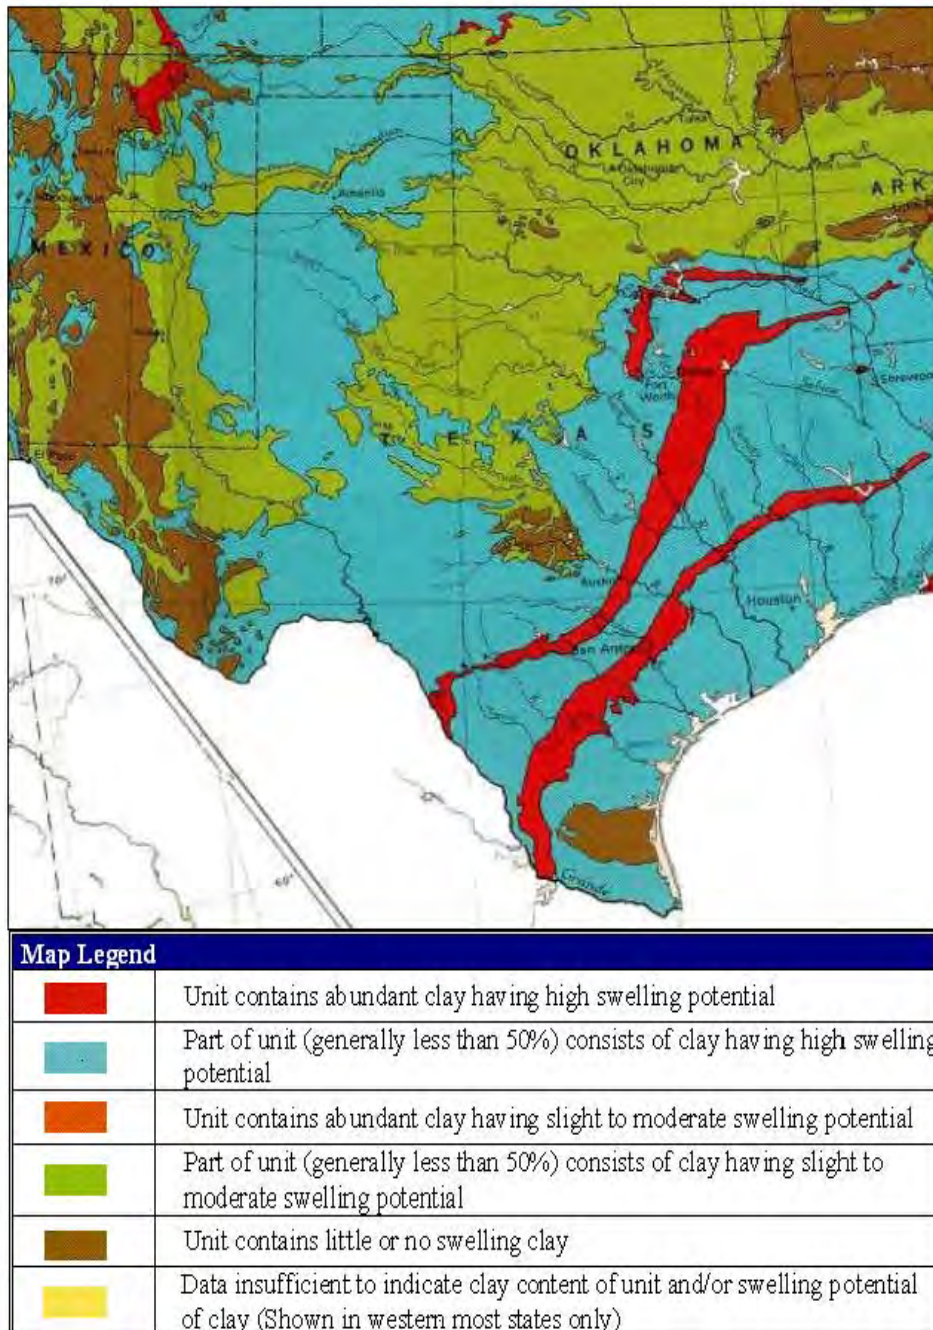 OKLAHOMA
Tulsa
Oklahoma
City
ARK
Canadian
Amarillo
MEXICO
Dallas
Fort
Worth
Shreveport
T E X A S
El Paso
Austin
Houston
San Antonio
Grande
Map Legend
Unit contains abundant clay having high swelling potential
Part of unit (generally less than 50%) consists of clay having high swelling
potential
Unit contains abundant clay having slight to moderate swelling potential
Part of unit (generally less than 50%) consists of clay having slight to
moderate swelling potential
Unit contains little or no swelling clay
Data insufficient to indicate clay content of unit and/or swelling potential
of clay (Shown in western most states only)